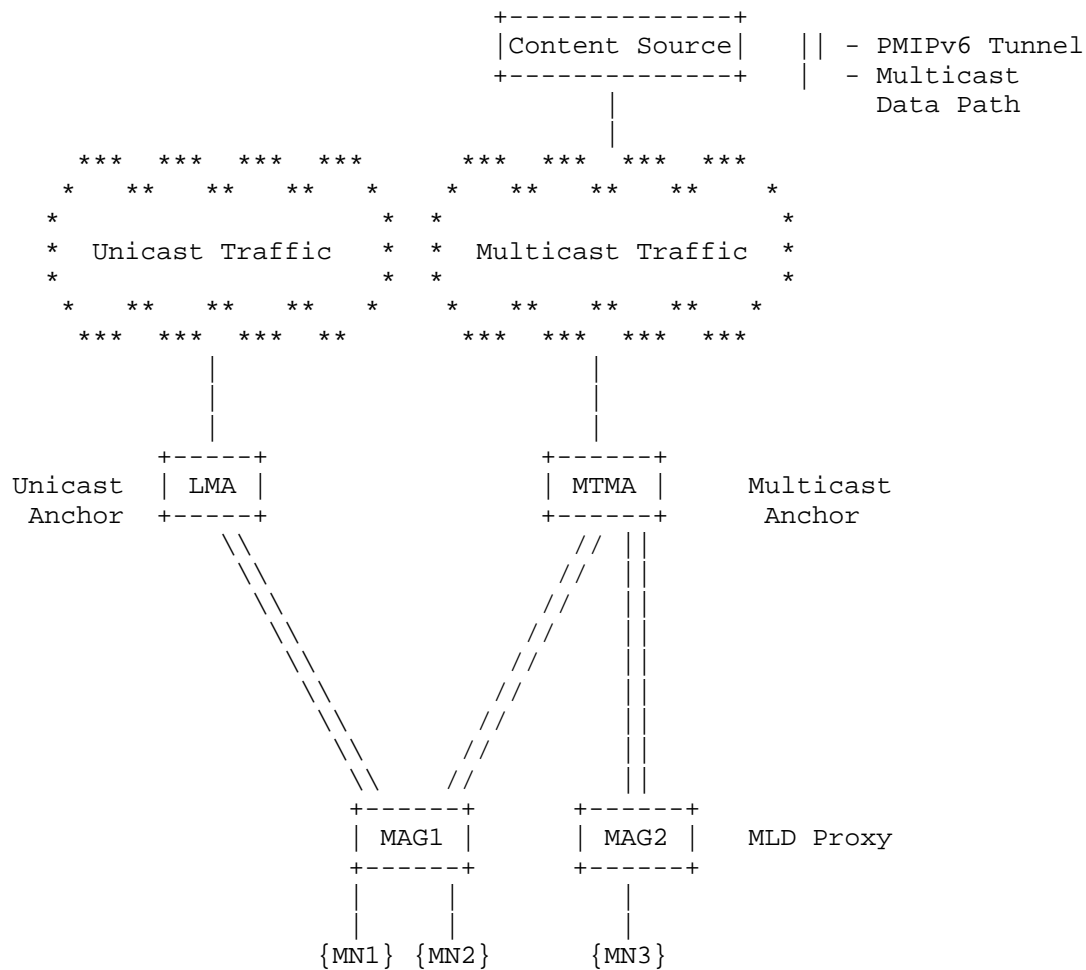 Content Source || - PMIPv6 Tunnel
| - Multicast
Data Path
Unicast Traffic Multicast Traffic
Unicast LMA MTMA Multicast
Anchor Anchor
MAG1 MAG2 MLD Proxy
{MN1} {MN2} {MN3}